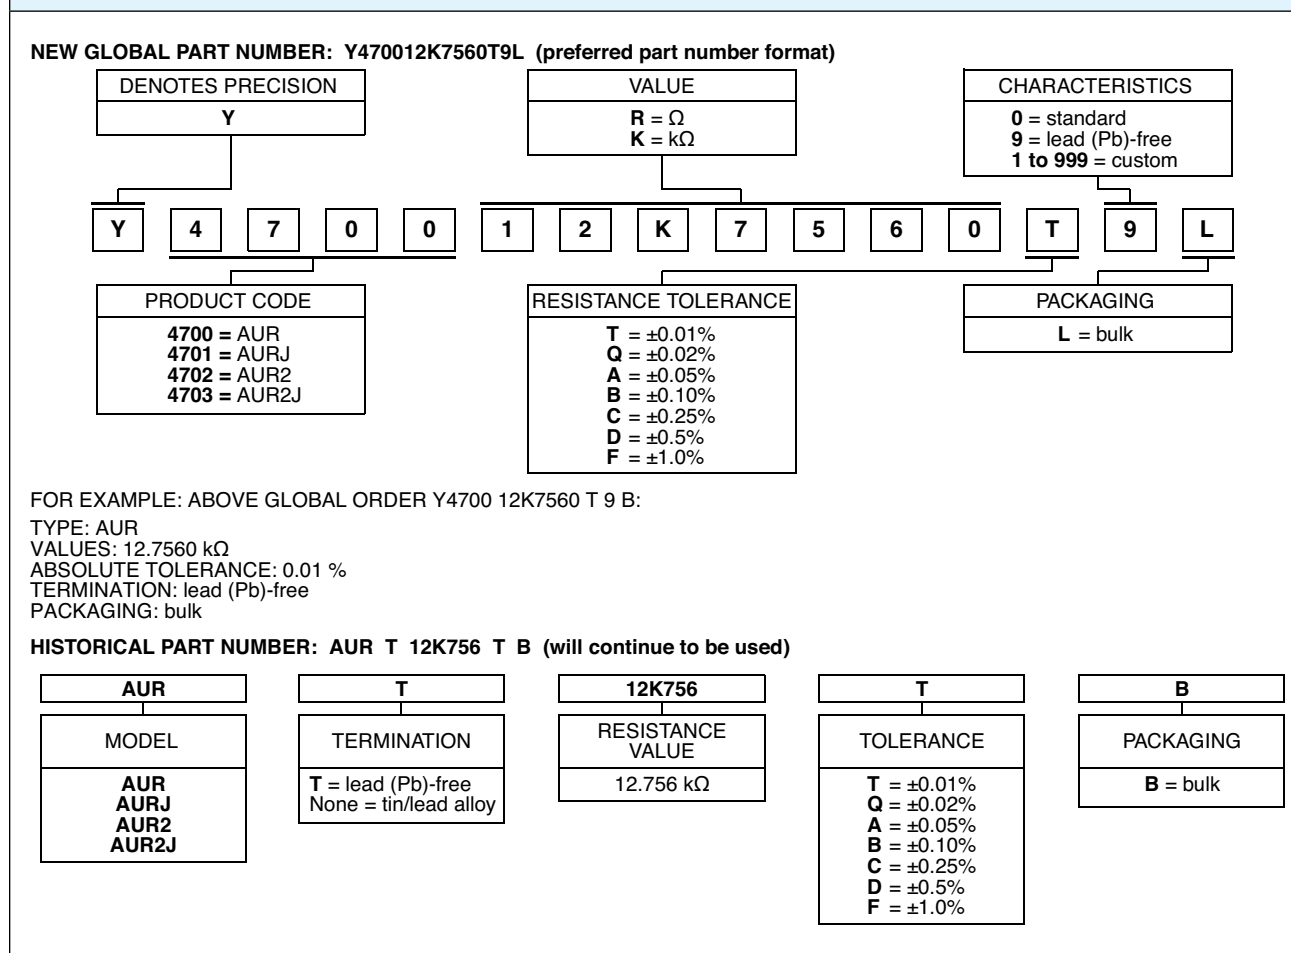 NEW GLOBAL PART NUMBER: Y470012K7560T9L (preferred part number format)
DENOTES PRECISION
Y
VALUE
R = Ω
K = kΩ
CHARACTERISTICS
0 = standard
9 = lead (Pb)-free
1 to 999 = custom
Y 4 7 0 0 1 2 K 7 5 6 0 T 9 L
PRODUCT CODE
4700 = AUR
4701 = AURJ
4702 = AUR2
4703 = AUR2J
RESISTANCE TOLERANCE
T = ±0.01%
Q = ±0.02%
A = ±0.05%
B = ±0.10%
C = ±0.25%
D = ±0.5%
F = ±1.0%
PACKAGING
L = bulk
FOR EXAMPLE: ABOVE GLOBAL ORDER Y4700 12K7560 T 9 B:
TYPE: AUR
VALUES: 12.7560 kΩ
ABSOLUTE TOLERANCE: 0.01 %
TERMINATION: lead (Pb)-free
PACKAGING: bulk
HISTORICAL PART NUMBER: AUR T 12K756 T B (will continue to be used)
AUR
MODEL
AUR
AURJ
AUR2
AUR2J
T
TERMINATION
T = lead (Pb)-free
None = tin/lead alloy
12K756
RESISTANCE
VALUE
12.756 kΩ
T
TOLERANCE
T = ±0.01%
Q = ±0.02%
A = ±0.05%
B = ±0.10%
C = ±0.25%
D = ±0.5%
F = ±1.0%
B
PACKAGING
B = bulk